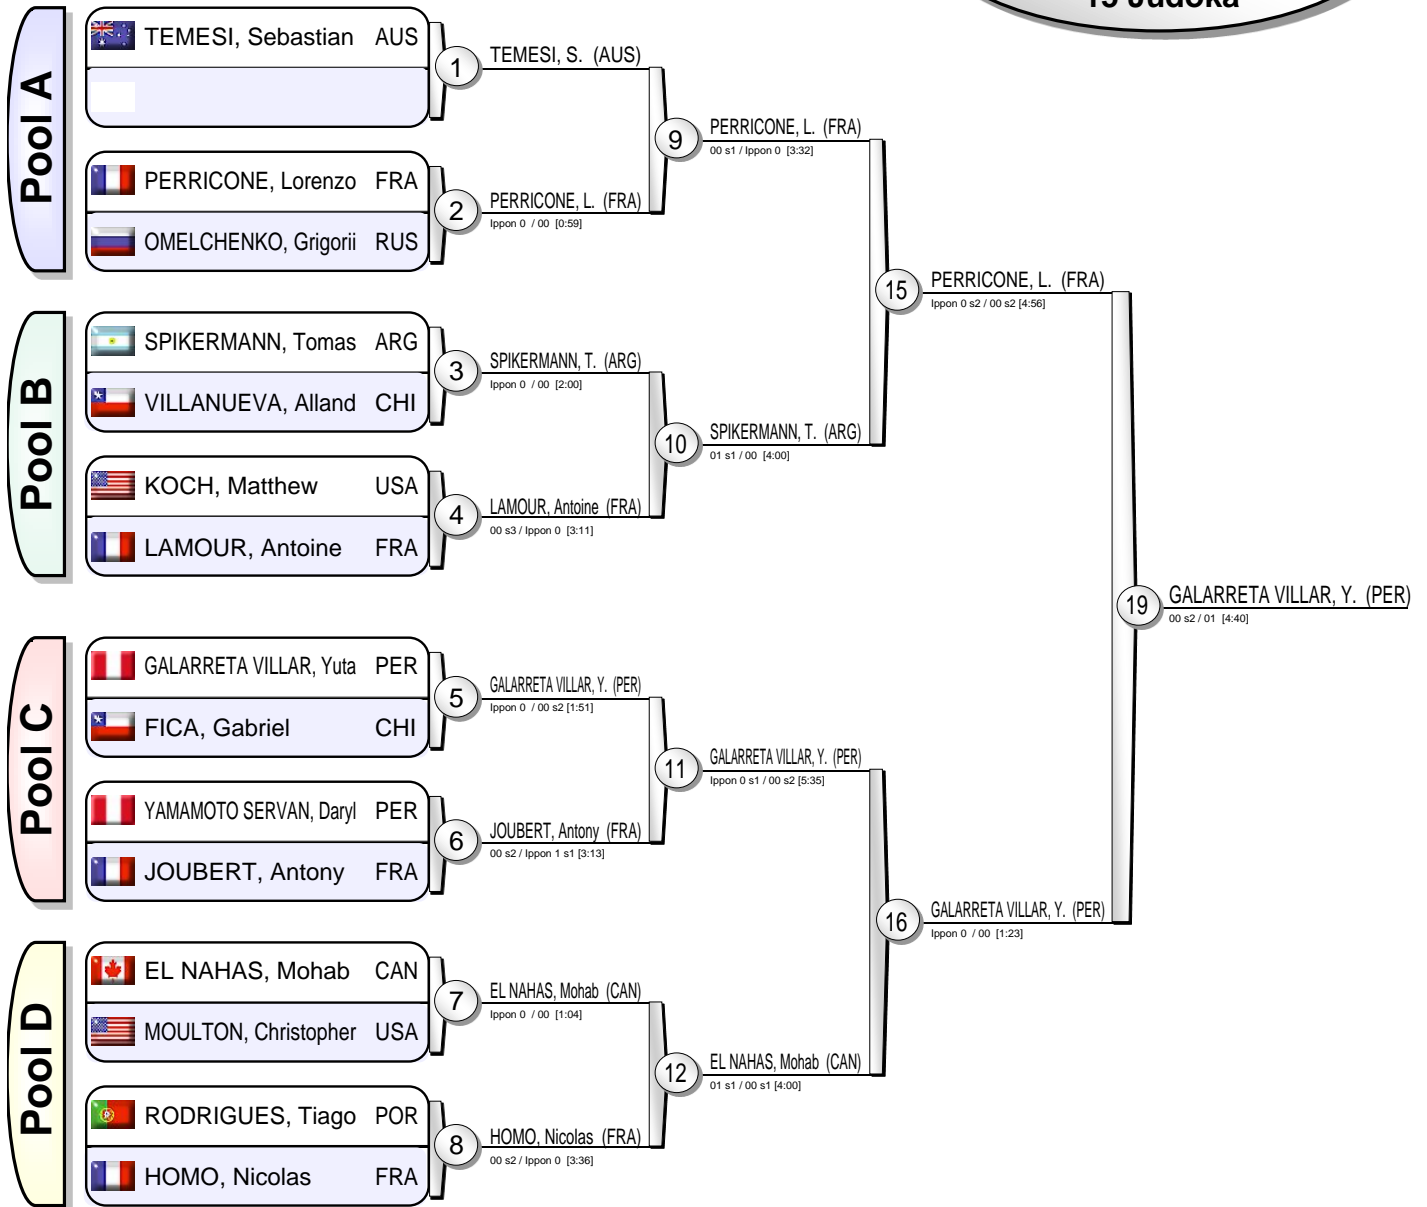 15 Judoka
Pool A
TEMESI, Sebastian AUS
1
TEMESI, S. (AUS)
PERRICONE, Lorenzo FRA
OMELCHENKO, Grigorii RUS
2
PERRICONE, L. (FRA)
Ippon 0 / 00 [0:59]
9
PERRICONE, L. (FRA)
00 s1 / Ippon 0 [3:32]
Pool B
SPIKERMANN, Tomas ARG
VILLANUEVA, Alland CHI
3
SPIKERMANN, T. (ARG)
Ippon 0 / 00 [2:00]
KOCH, Matthew USA
LAMOUR, Antoine FRA
4
LAMOUR, Antoine (FRA)
00 s3 / Ippon 0 [3:11]
10
SPIKERMANN, T. (ARG)
01 s1 / 00 [4:00]
15
PERRICONE, L. (FRA)
Ippon 0 s2 / 00 s2 [4:56]
Pool C
GALARRETA VILLAR, Yuta PER
FICA, Gabriel CHI
5
GALARRETA VILLAR, Y. (PER)
Ippon 0 / 00 s2 [1:51]
YAMAMOTO SERVAN, Daryl PER
JOUBERT, Antony FRA
6
JOUBERT, Antony (FRA)
00 s2 / Ippon 1 s1 [3:13]
11
GALARRETA VILLAR, Y. (PER)
Ippon 0 s1 / 00 s2 [5:35]
Pool D
EL NAHAS, Mohab CAN
MOULTON, Christopher USA
7
EL NAHAS, Mohab (CAN)
Ippon 0 / 00 [1:04]
RODRIGUES, Tiago POR
HOMO, Nicolas FRA
8
HOMO, Nicolas (FRA)
00 s2 / Ippon 0 [3:36]
12
EL NAHAS, Mohab (CAN)
01 s1 / 00 s1 [4:00]
16
GALARRETA VILLAR, Y. (PER)
Ippon 0 / 00 [1:23]
19
GALARRETA VILLAR, Y. (PER)
00 s2 / 01 [4:40]